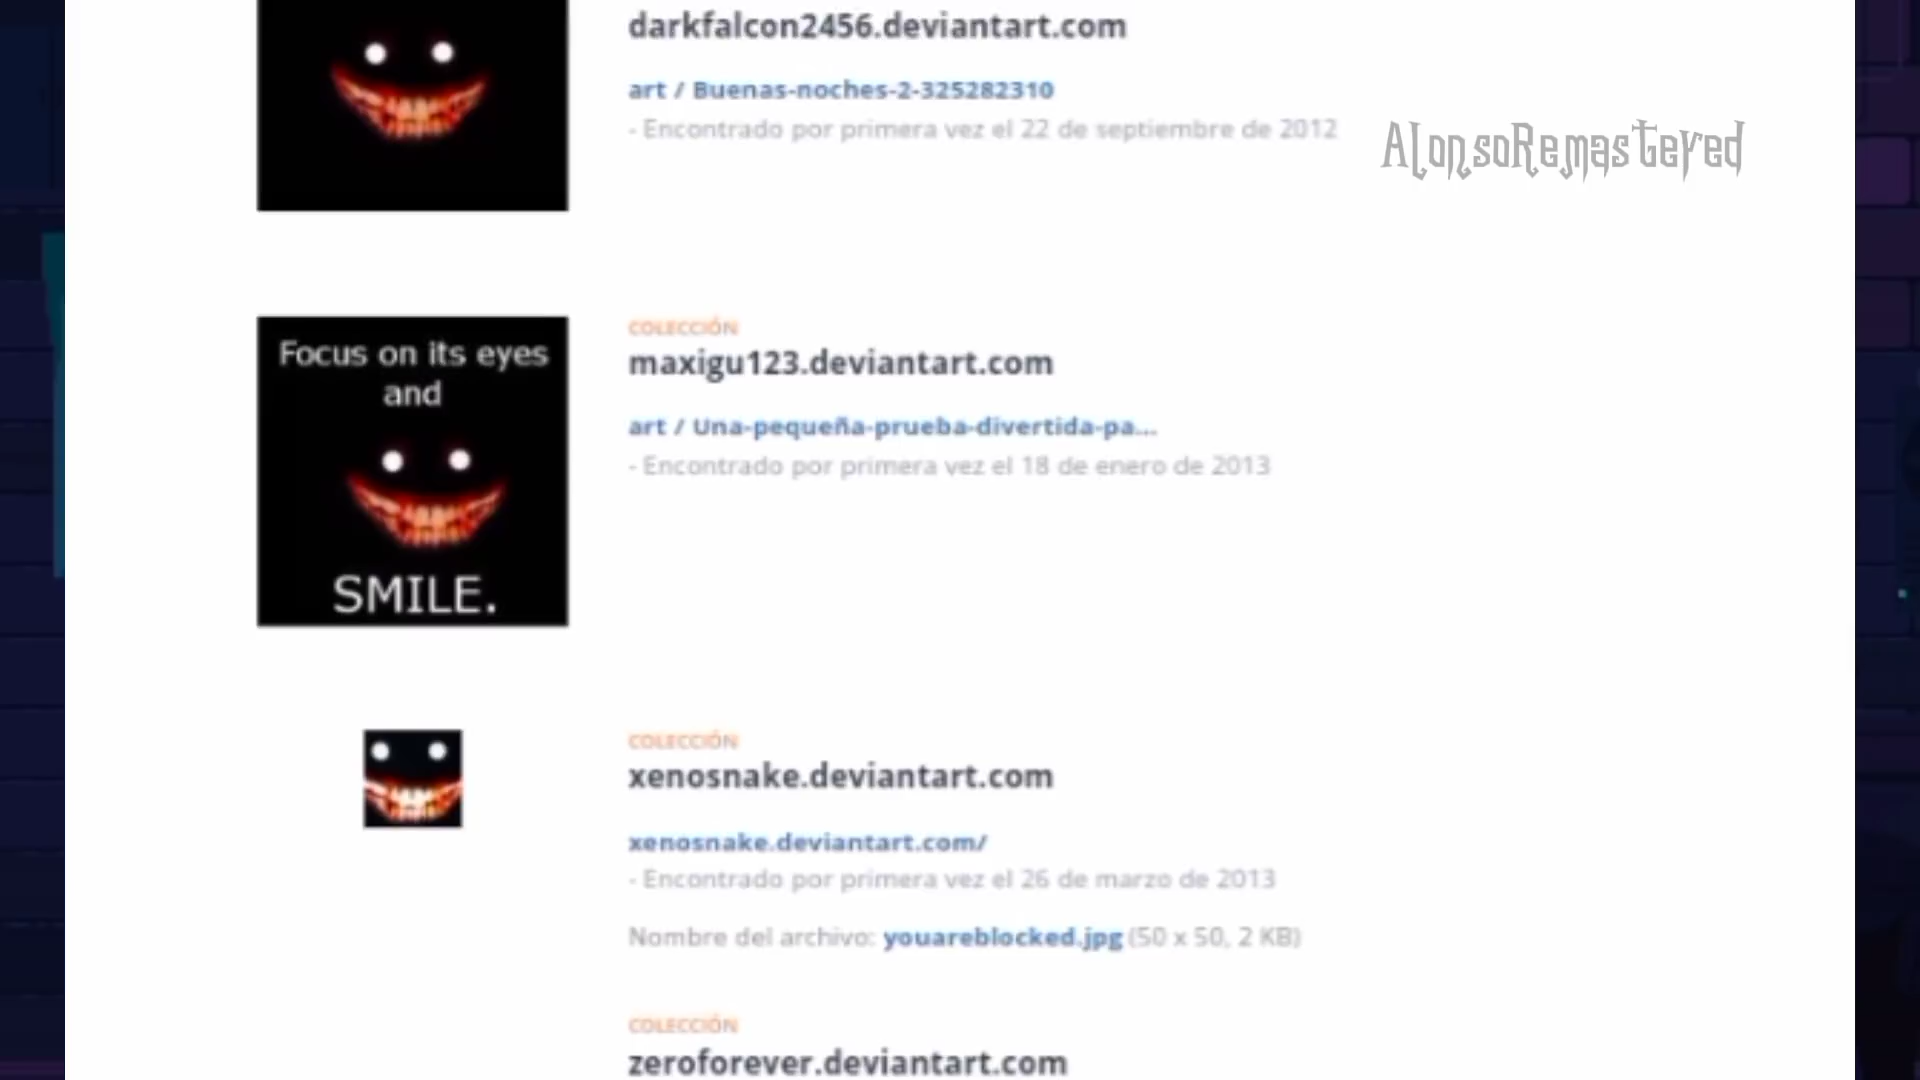 darkfalcon2456.deviantart.com
art / Buenas-noches-2-325282310
- Encontrado por primera vez el 22 de septiembre de 2012
AlonsoRemastered
Focus on its eyes
and
SMILE.
COLECCIÓN
maxigu123.deviantart.com
art / Una-pequeña-prueba-divertida-pa...
- Encontrado por primera vez el 18 de enero de 2013
COLECCIÓN
xenosnake.deviantart.com
xenosnake.deviantart.com/
- Encontrado por primera vez el 26 de marzo de 2013
Nombre del archivo: youareblocked.jpg (50 x 50, 2 KB)
COLECCIÓN
zeroforever.deviantart.com